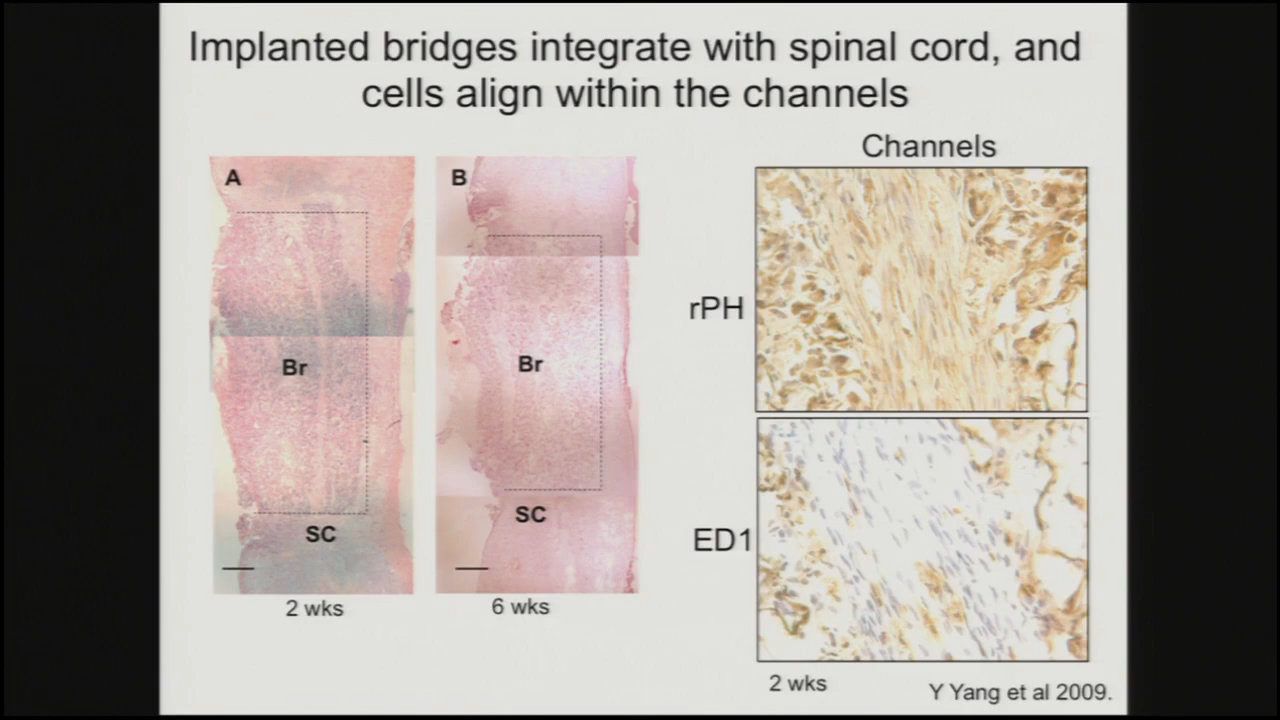 Implanted bridges integrate with spinal cord, and
cells align within the channels
A
B
Br
Br
SC
SC
2 wks
6 wks
Channels
rPH
ED1
2 wks
Y Yang et al 2009.